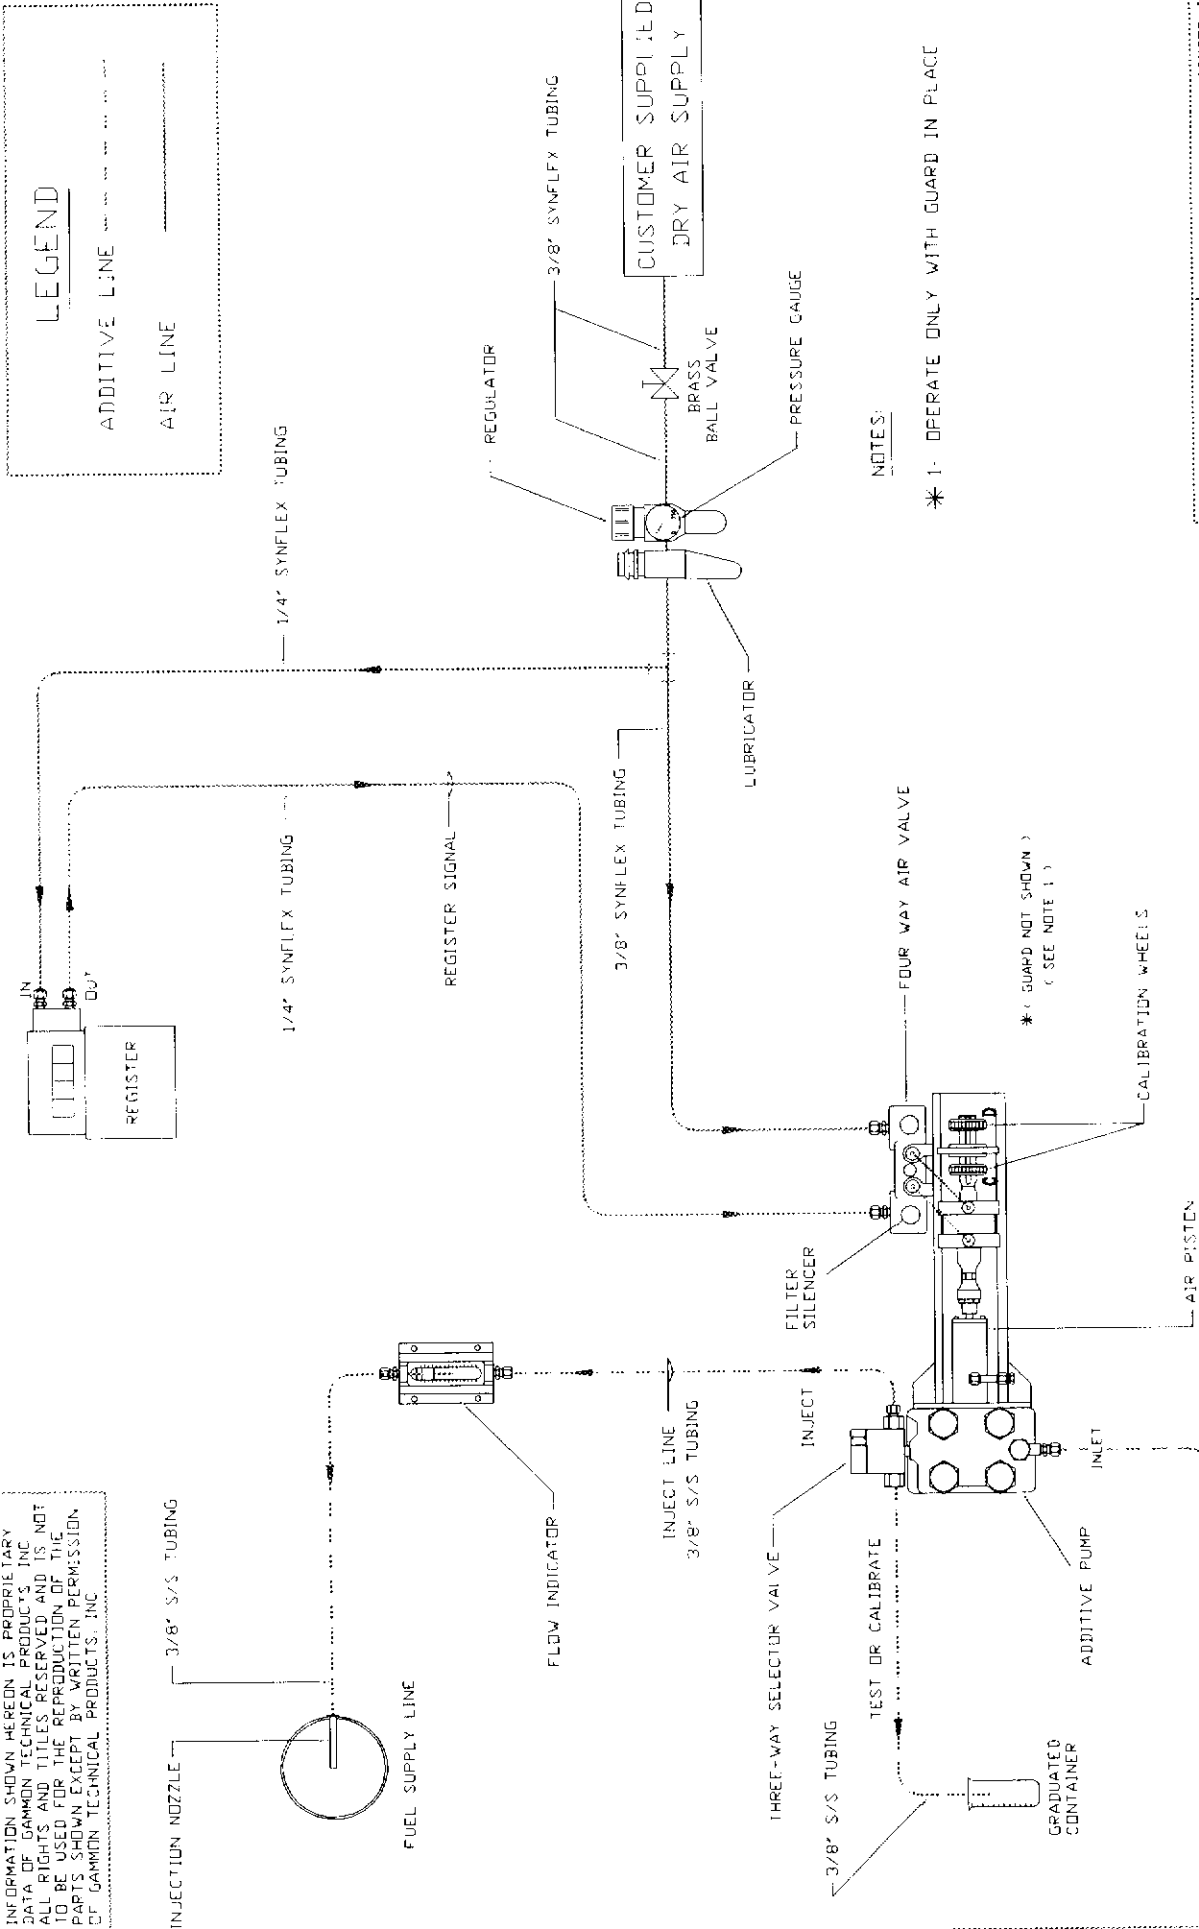 INFORMATION SHOWN HEREON IS PROPRIETARY
DATA OF GAMMON TECHNICAL PRODUCTS, INC.
ALL RIGHTS AND TITLES RESERVED AND IS NOT
TO BE USED FOR THE REPRODUCTION OF THE
PARTS SHOWN EXCEPT BY WRITTEN PERMISSION
OF GAMMON TECHNICAL PRODUCTS, INC.
LEGEND
ADDITIVE LINE
AIR LINE
IN
OUT
REGISTER
1/4" SYNFLEX TUBING
1/4" SYNFLEX TUBING
REGISTER SIGNAL
INJECTION NOZZLE
3/8" S/S TUBING
FUEL SUPPLY LINE
FLOW INDICATOR
INJECT LINE
3/8" S/S TUBING
INJECT
REGULATOR
3/8" SYNFLEX TUBING
CUSTOMER SUPPLIED
DRY AIR SUPPLY
BRASS
BALL VALVE
PRESSURE GAUGE
3/8" SYNFLEX TUBING
LUBRICATOR
THREE-WAY SELECTOR VALVE
TEST OR CALIBRATE
3/8" S/S TUBING
GRADUATED
CONTAINER
FILTER
SILENCER
FOUR WAY AIR VALVE
C
D
* ( GUARD NOT SHOWN )
( SEE NOTE 1 )
CALIBRATION WHEELS
AIR PISTON
INLET
ADDITIVE PUMP
NOTES:
* 1- OPERATE ONLY WITH GUARD IN PLACE